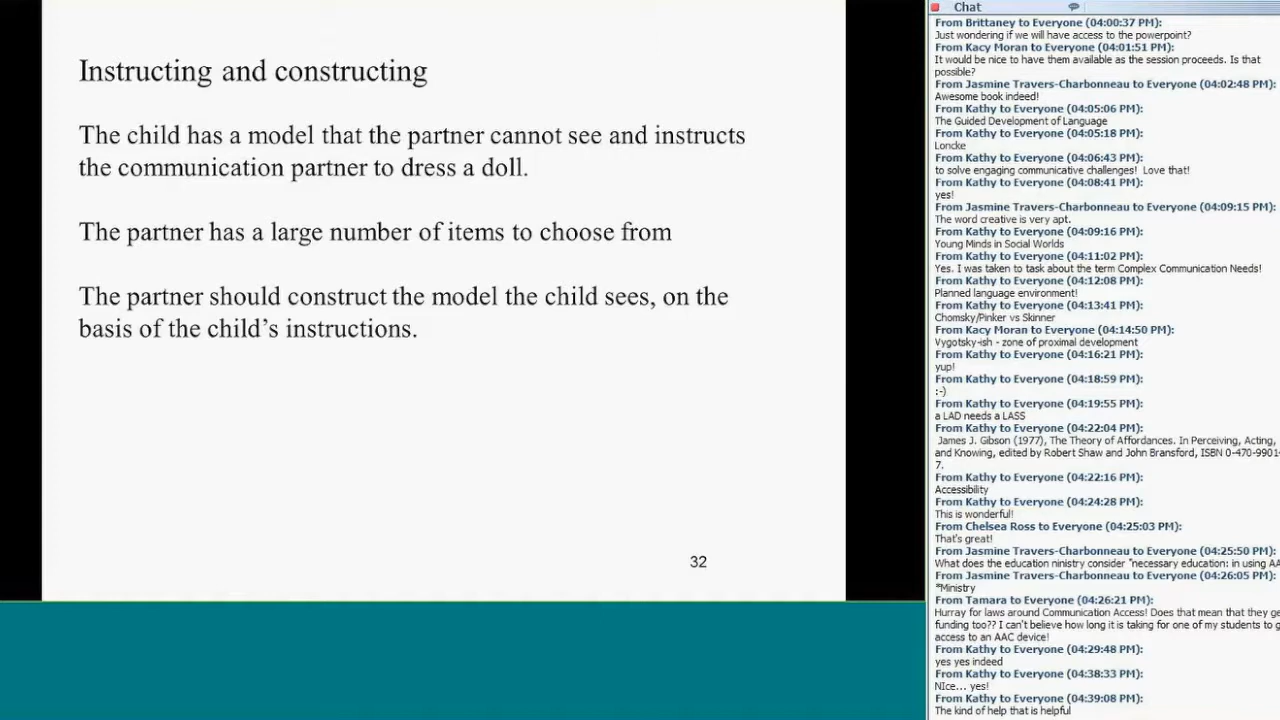 Instructing and constructing
The child has a model that the partner cannot see and instructs
the communication partner to dress a doll.
The partner has a large number of items to choose from
The partner should construct the model the child sees, on the
basis of the child’s instructions.
32
Chat
From Brittaney to Everyone (04:00:37 PM):
Just wondering if we will have access to the powerpoint?
From Kacy Moran to Everyone (04:01:51 PM):
It would be nice to have them available as the session proceeds. Is that
possible?
From Jasmine Travers-Charbonneau to Everyone (04:02:48 PM):
Awesome book indeed!
From Kathy to Everyone (04:05:06 PM):
The Guided Development of Language
From Kathy to Everyone (04:05:18 PM):
Loncke
From Kathy to Everyone (04:06:43 PM):
to solve engaging communicative challenges! Love that!
From Kathy to Everyone (04:08:41 PM):
yes!
From Jasmine Travers-Charbonneau to Everyone (04:09:15 PM):
The word creative is very apt.
From Kathy to Everyone (04:09:16 PM):
Young Minds in Social Worlds
From Kathy to Everyone (04:11:02 PM):
Yes. I was taken to task about the term Complex Communication Needs!
From Kathy to Everyone (04:12:08 PM):
Planned language environment!
From Kathy to Everyone (04:13:41 PM):
Chomsky/Pinker vs Skinner
From Kacy Moran to Everyone (04:14:50 PM):
Vygotsky-ish - zone of proximal development
From Kathy to Everyone (04:16:21 PM):
yup!
From Kathy to Everyone (04:18:59 PM):
:-)
From Kathy to Everyone (04:19:55 PM):
a LAD needs a LASS
From Kathy to Everyone (04:22:04 PM):
James J. Gibson (1977), The Theory of Affordances. In Perceiving, Acting,
and Knowing, edited by Robert Shaw and John Bransford, ISBN 0-470-9901-
7.
From Kathy to Everyone (04:22:16 PM):
Accessibility
From Kathy to Everyone (04:24:28 PM):
This is wonderful!
From Chelsea Ross to Everyone (04:25:03 PM):
That's great!
From Jasmine Travers-Charbonneau to Everyone (04:25:50 PM):
What does the education ninistry consider "necessary education: in using AA
From Jasmine Travers-Charbonneau to Everyone (04:26:05 PM):
*Ministry
From Tamara to Everyone (04:26:21 PM):
Hurray for laws around Communication Access! Does that mean that they ge
funding too?? I can't believe how long it is taking for one of my students to g
access to an AAC device!
From Kathy to Everyone (04:29:48 PM):
yes yes indeed
From Kathy to Everyone (04:38:33 PM):
NIce... yes!
From Kathy to Everyone (04:39:08 PM):
The kind of help that is helpful